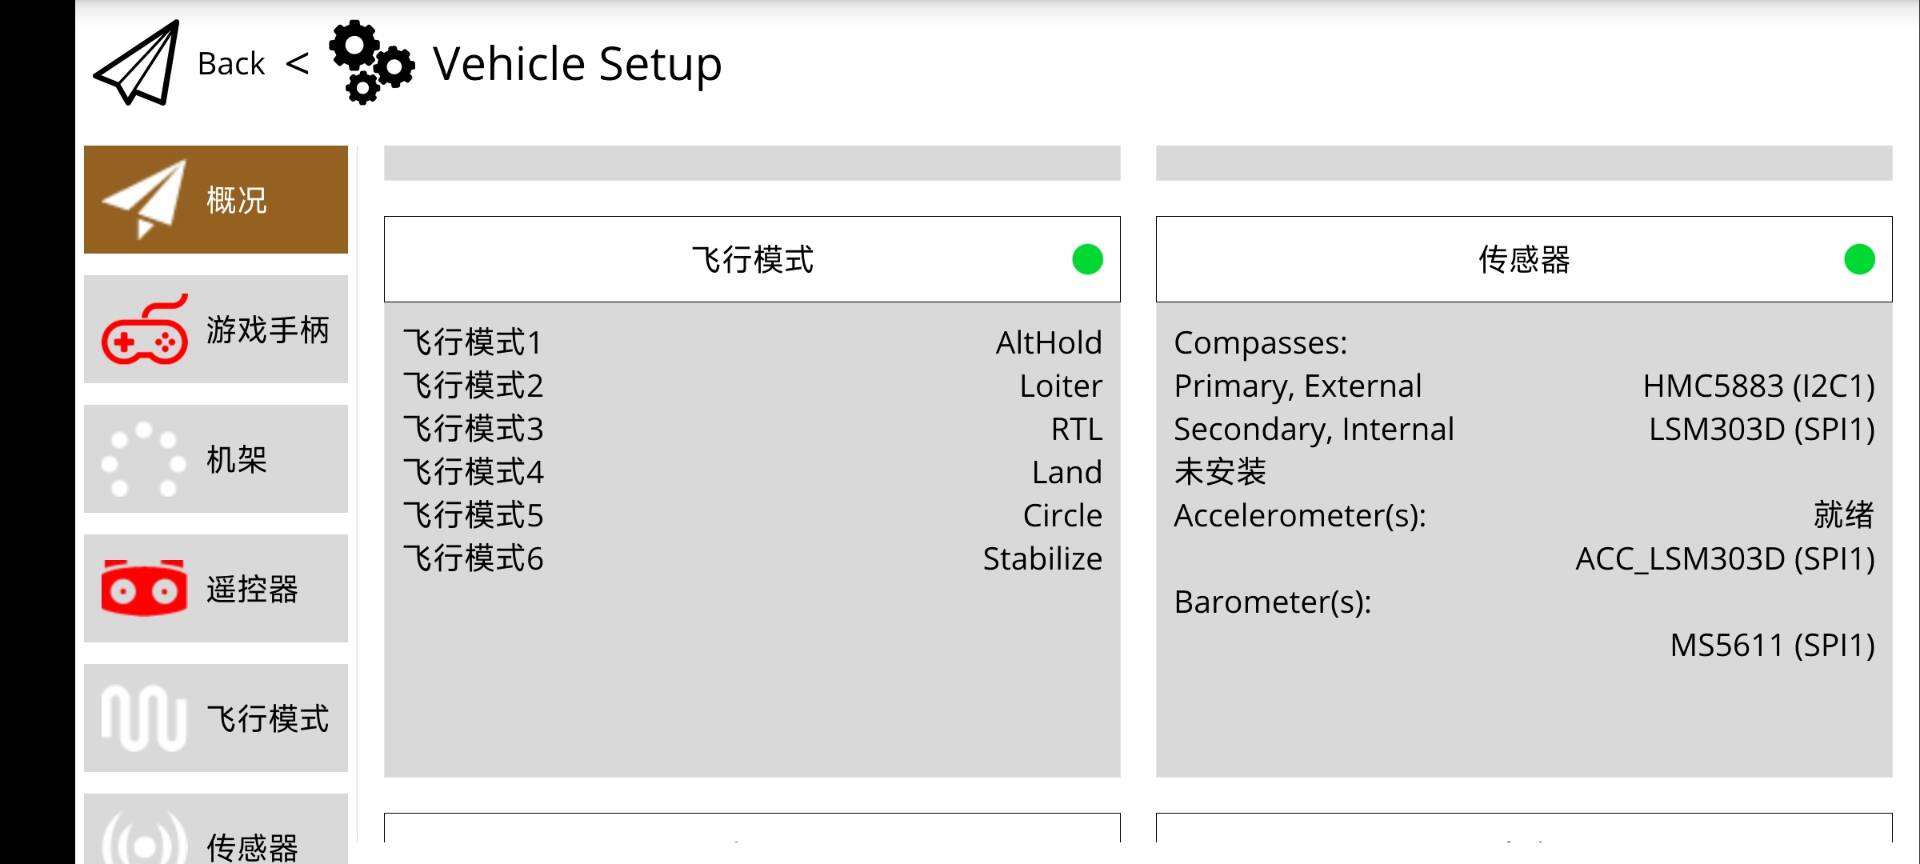 Back < Vehicle Setup
概况
游戏手柄
机架
遥控器
飞行模式
传感器
飞行模式
飞行模式1 AltHold
飞行模式2 Loiter
飞行模式3 RTL
飞行模式4 Land
飞行模式5 Circle
飞行模式6 Stabilize
传感器
Compasses:
Primary, External HMC5883 (I2C1)
Secondary, Internal LSM303D (SPI1)
未安装
Accelerometer(s): 就绪
ACC_LSM303D (SPI1)
Barometer(s):
MS5611 (SPI1)